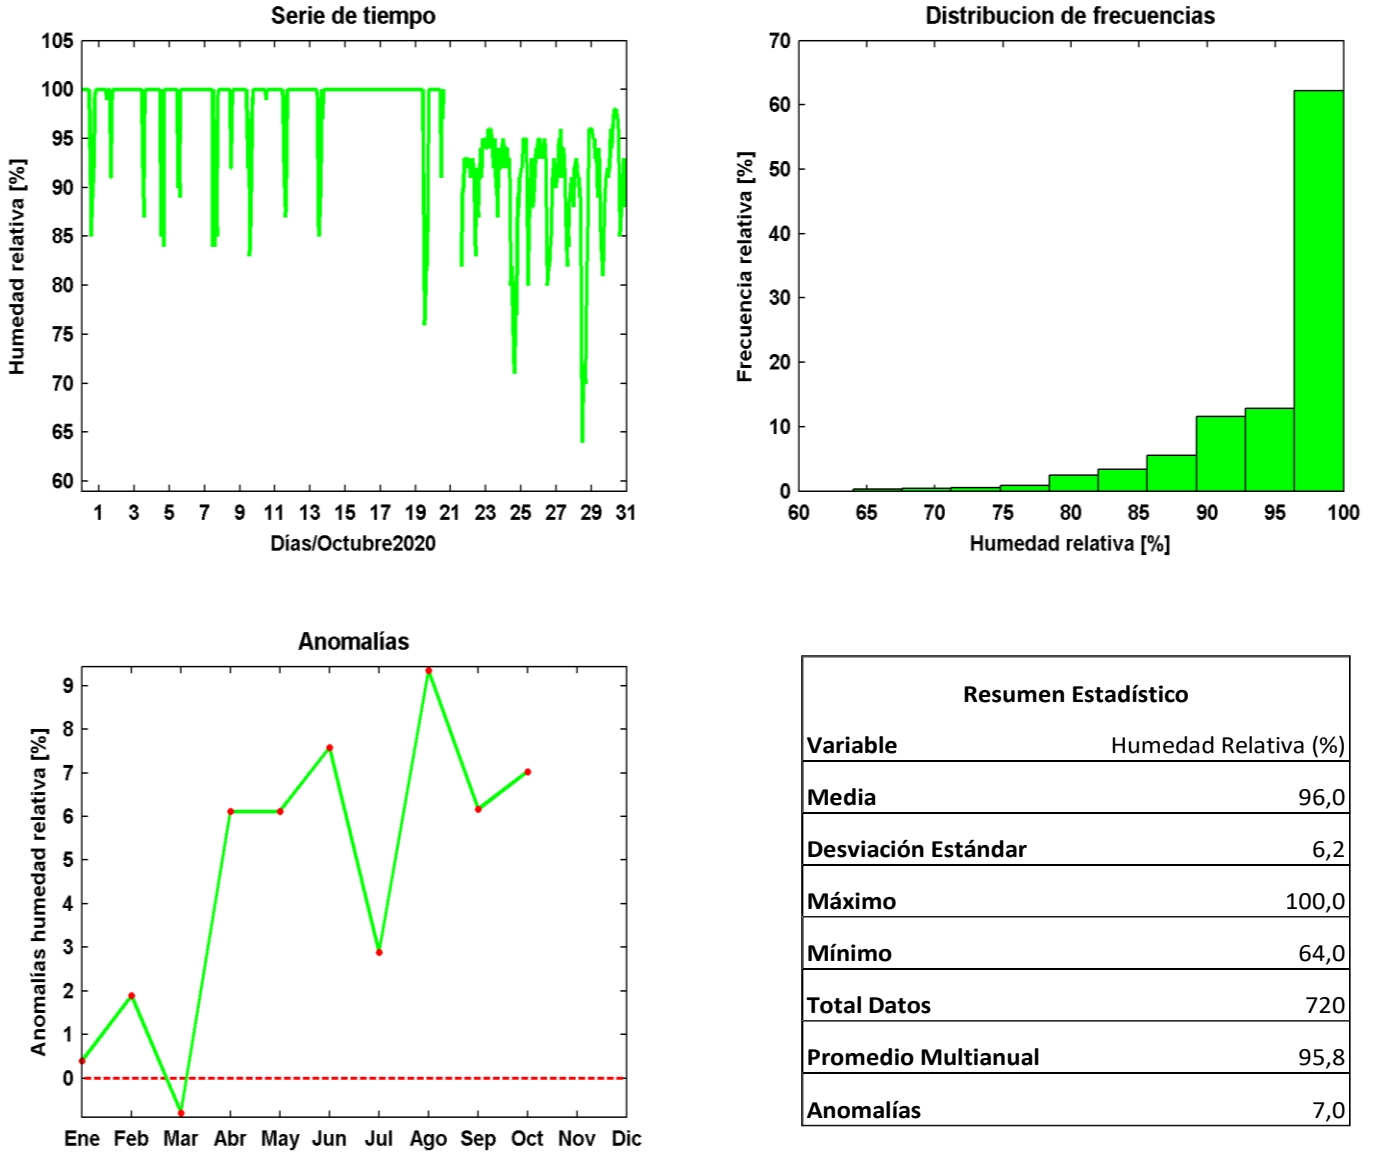 Serie de tiempo
Humedad relativa [%]
105
100
95
90
85
80
75
70
65
60
1 3 5 7 9 11 13 15 17 19 21 23 25 27 29 31
Días/Octubre2020
Distribucion de frecuencias
Frecuencia relativa [%]
70
60
50
40
30
20
10
0
60 65 70 75 80 85 90 95 100
Humedad relativa [%]
Anomalías
Anomalías humedad relativa [%]
9
8
7
6
5
4
3
2
1
0
Ene Feb Mar Abr May Jun Jul Ago Sep Oct Nov Dic
Resumen Estadístico
Variable Humedad Relativa (%)
Media 96,0
Desviación Estándar 6,2
Máximo 100,0
Mínimo 64,0
Total Datos 720
Promedio Multianual 95,8
Anomalías 7,0